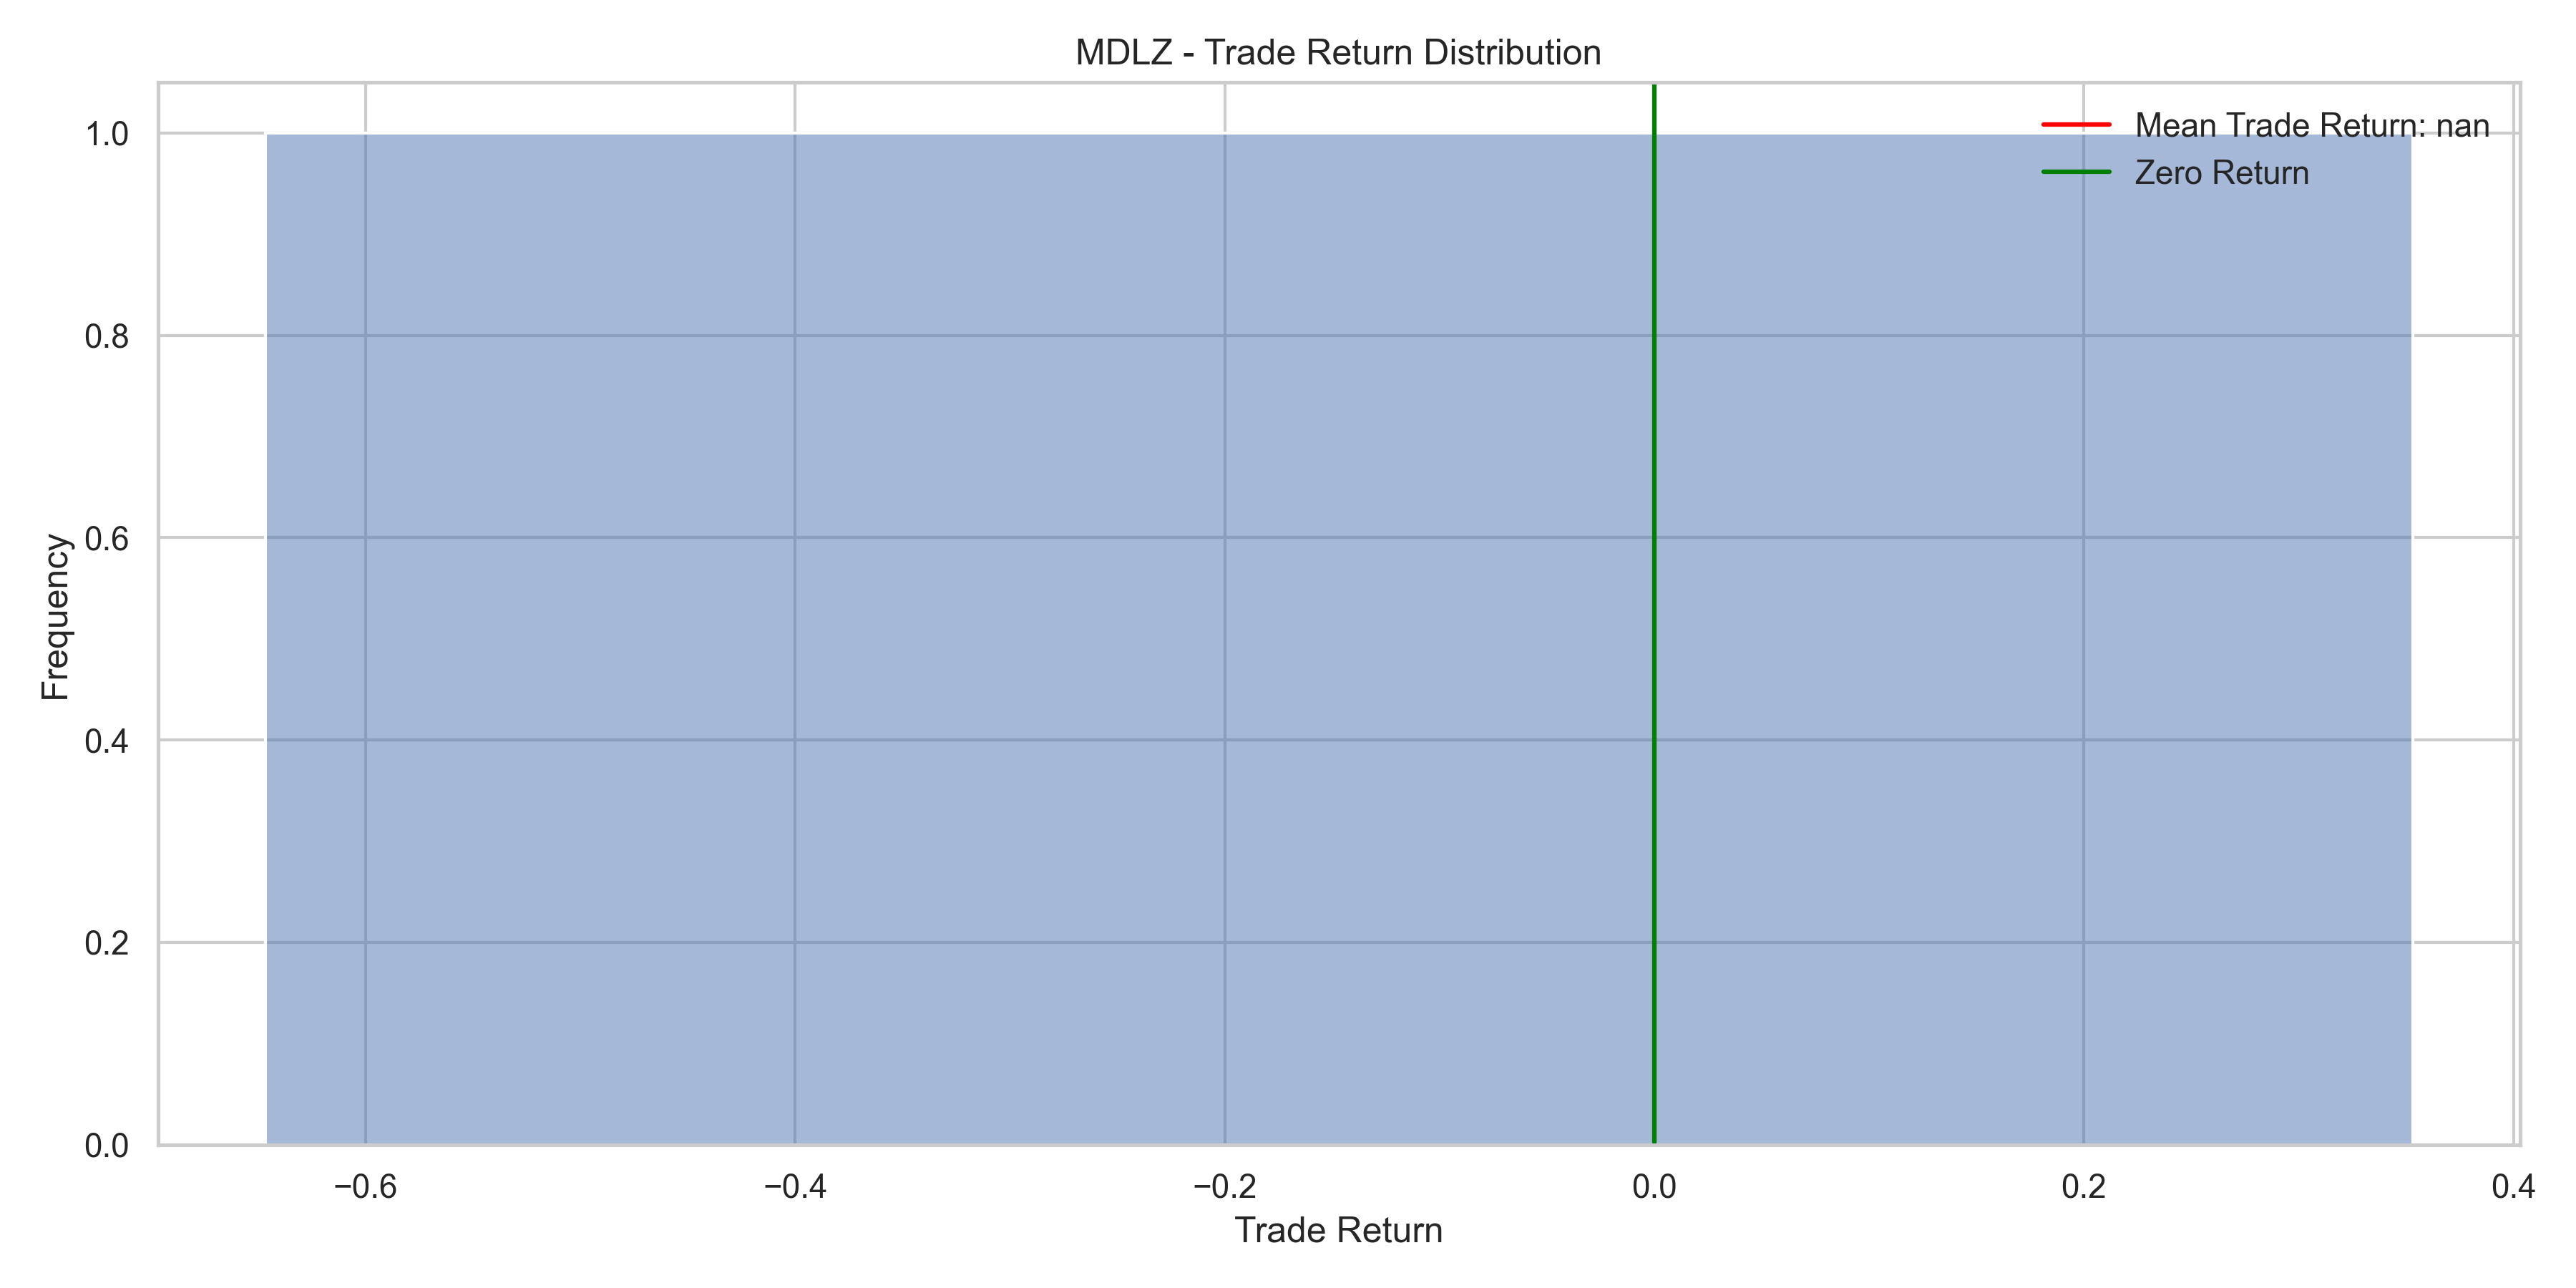 MDLZ - Trade Return Distribution
Mean Trade Return: nan
Zero Return
1.0
0.8
0.6
0.4
0.2
0.0
Frequency
−0.6
−0.4
−0.2
0.0
0.2
0.4
Trade Return